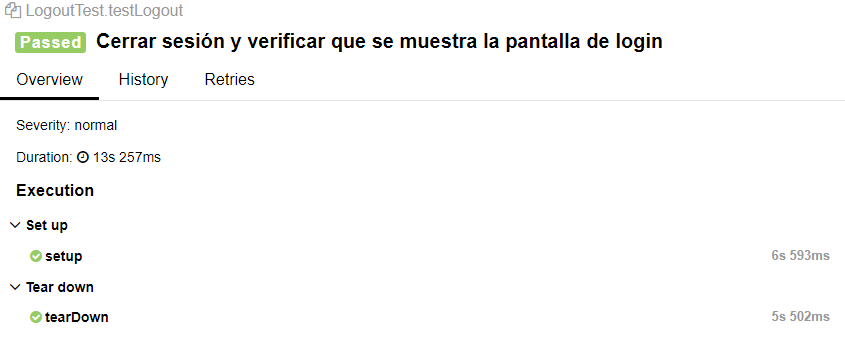 LogoutTest.testLogout
Passed Cerrar sesión y verificar que se muestra la pantalla de login
Overview History Retries
Severity: normal
Duration: 13s 257ms
Execution
Set up
setup 6s 593ms
Tear down
tearDown 5s 502ms